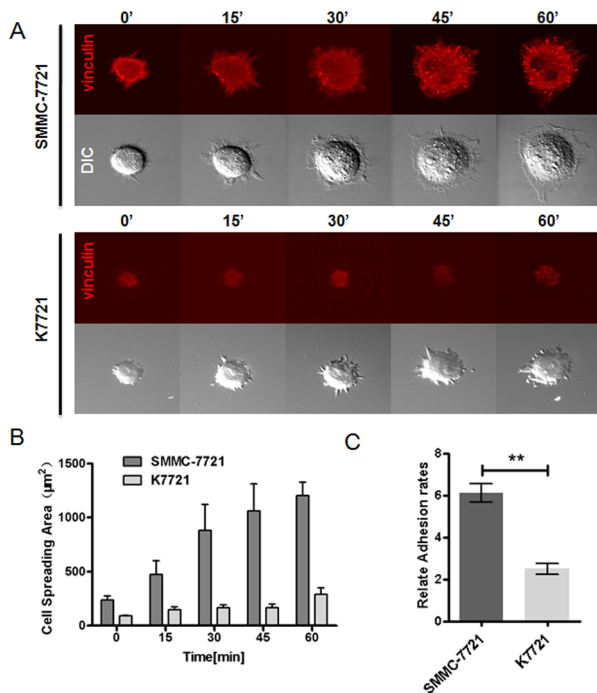 A
0' 15' 30' 45' 60'
SMMC-7721
vinculin
DIC
0' 15' 30' 45' 60'
K7721
vinculin
B
Cell Spreading Area (μm²)
1500
1000
500
0
SMMC-7721
K7721
0 15 30 45 60
Time[min]
C
Relate Adhesion rates
8
6
4
2
0
**
SMMC-7721
K7721